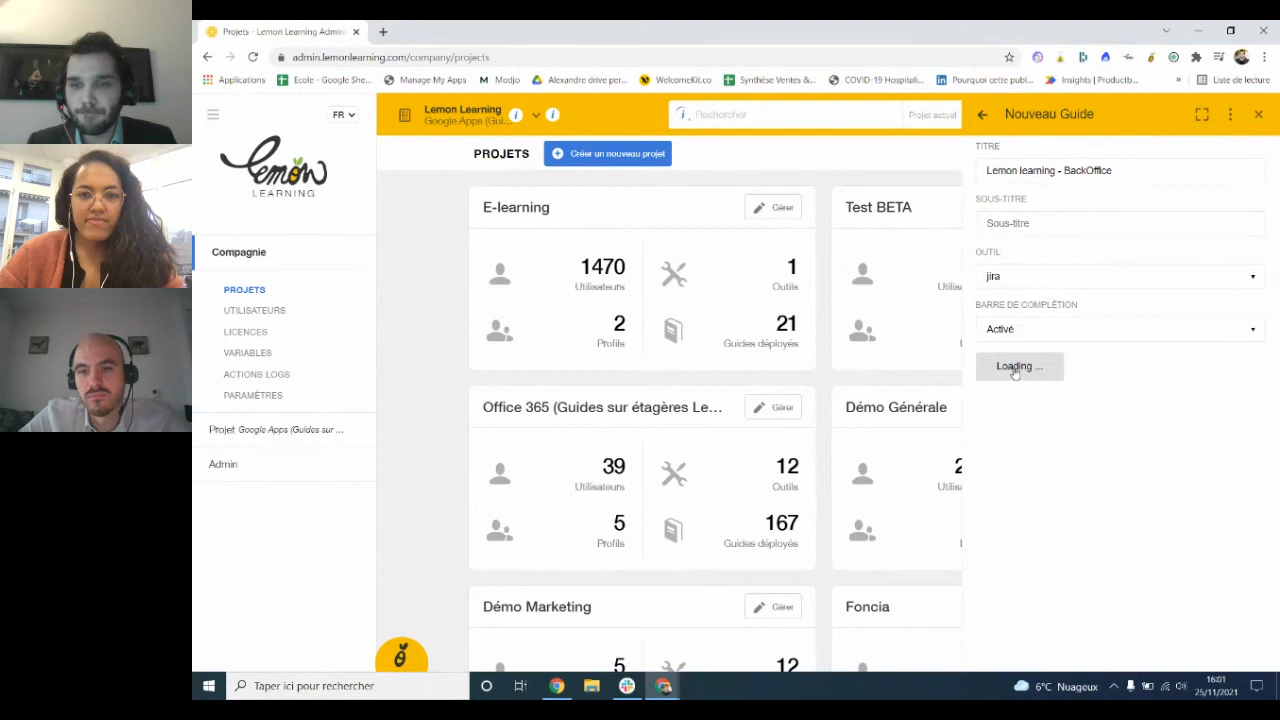 Projets - Lemon Learning Admin
admin.lemonlearning.com/company/projects
Applications
Ecole - Google She...
Manage My Apps
Modjo
Alexandre drive per...
WelcomeKit.co
Synthèse Ventes &...
COVID-19 Hospitali...
Pourquoi cette publ...
Insights | Productb...
»
Liste de lecture
FR
lemon
LEARNING
Lemon Learning
Google Apps (Gui...
Rechercher
Projet actuel
Nouveau Guide
PROJETS
Créer un nouveau projet
TITRE
Lemon learning - BackOffice
SOUS-TITRE
Sous-titre
OUTIL
jira
BARRE DE COMPLÉTION
Activé
Loading ...
Compagnie
PROJETS
UTILISATEURS
LICENCES
VARIABLES
ACTIONS LOGS
PARAMÈTRES
Projet Google Apps (Guides sur ...
Admin
E-learning
Gérer
1470
Utilisateurs
1
Outils
2
Profils
21
Guides déployés
Test BETA
Utilis
Office 365 (Guides sur étagères Le...
Gérer
39
Utilisateurs
12
Outils
5
Profils
167
Guides déployés
Démo Générale
2
Utilis
Démo Marketing
Gérer
5
12
Foncia
Taper ici pour rechercher
6°C Nuageux
16:01
25/11/2021